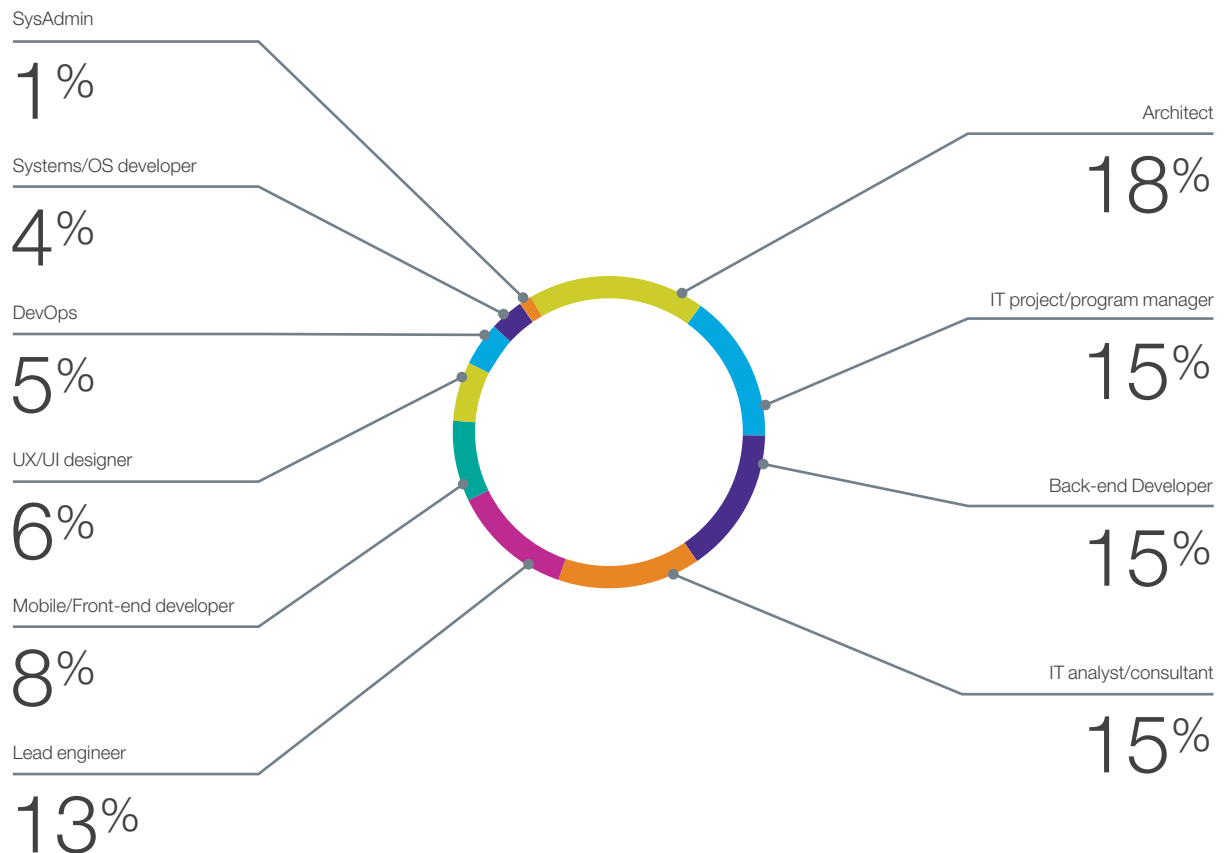 SysAdmin
1%
Systems/OS developer
4%
DevOps
5%
UX/UI designer
6%
Mobile/Front-end developer
8%
Lead engineer
13%
Architect
18%
IT project/program manager
15%
Back-end Developer
15%
IT analyst/consultant
15%